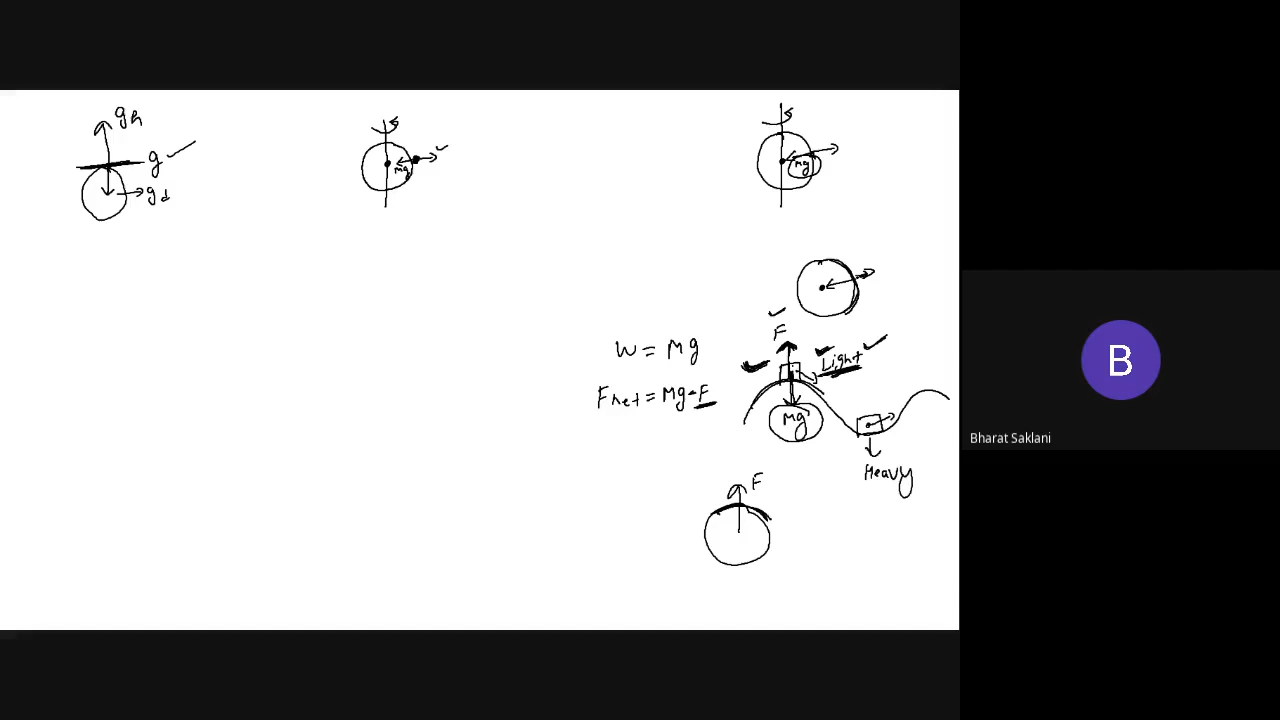 gh
g
gd
mg
mg
F
W = Mg
Light
Fnet = Mg-F
Mg
Heavy
F
B
Bharat Saklani